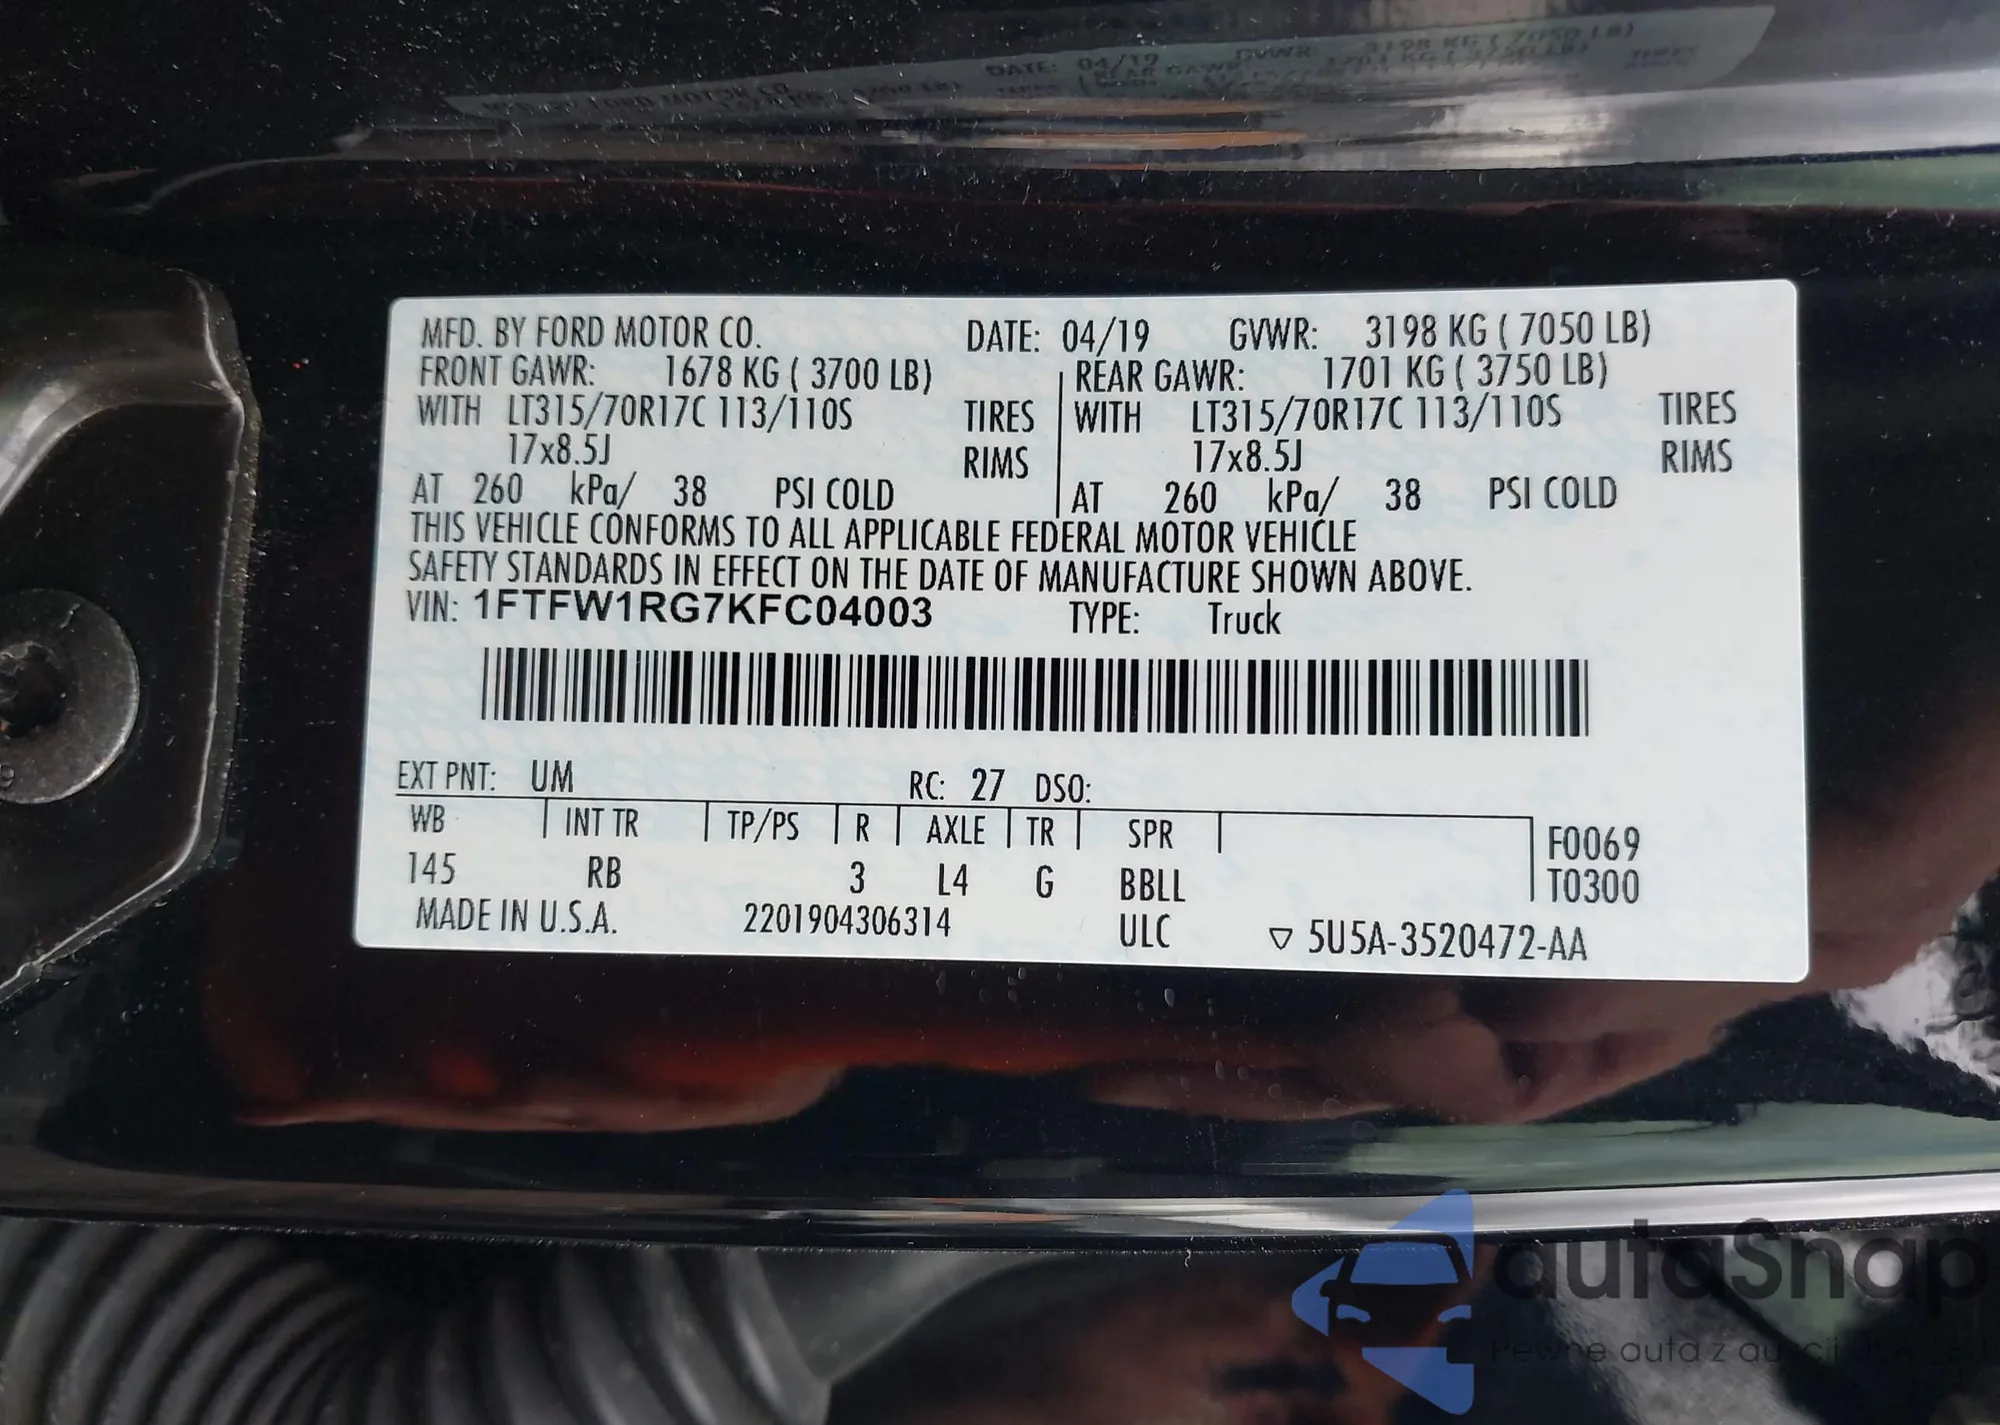 MFD. BY FORD MOTOR CO. DATE: 04/19 GVWR: 3198 KG ( 7050 LB)
FRONT GAWR: 1678 KG ( 3700 LB) REAR GAWR: 1701 KG ( 3750 LB)
WITH LT315/70R17C 113/110S TIRES WITH LT315/70R17C 113/110S TIRES
17x8.5J RIMS 17x8.5J RIMS
AT 260 kPa/ 38 PSI COLD AT 260 kPa/ 38 PSI COLD
THIS VEHICLE CONFORMS TO ALL APPLICABLE FEDERAL MOTOR VEHICLE
SAFETY STANDARDS IN EFFECT ON THE DATE OF MANUFACTURE SHOWN ABOVE.
VIN: 1FTFW1RG7KFC04003 TYPE: Truck
EXT PNT: UM RC: 27 DSO:
WB INT TR TP/PS R AXLE TR SPR F0069
145 RB 3 L4 G BBLL T0300
MADE IN U.S.A. 2201904306314 ULC ▽ 5U5A-3520472-AA
autaSnap
Pewne auta z aukcji